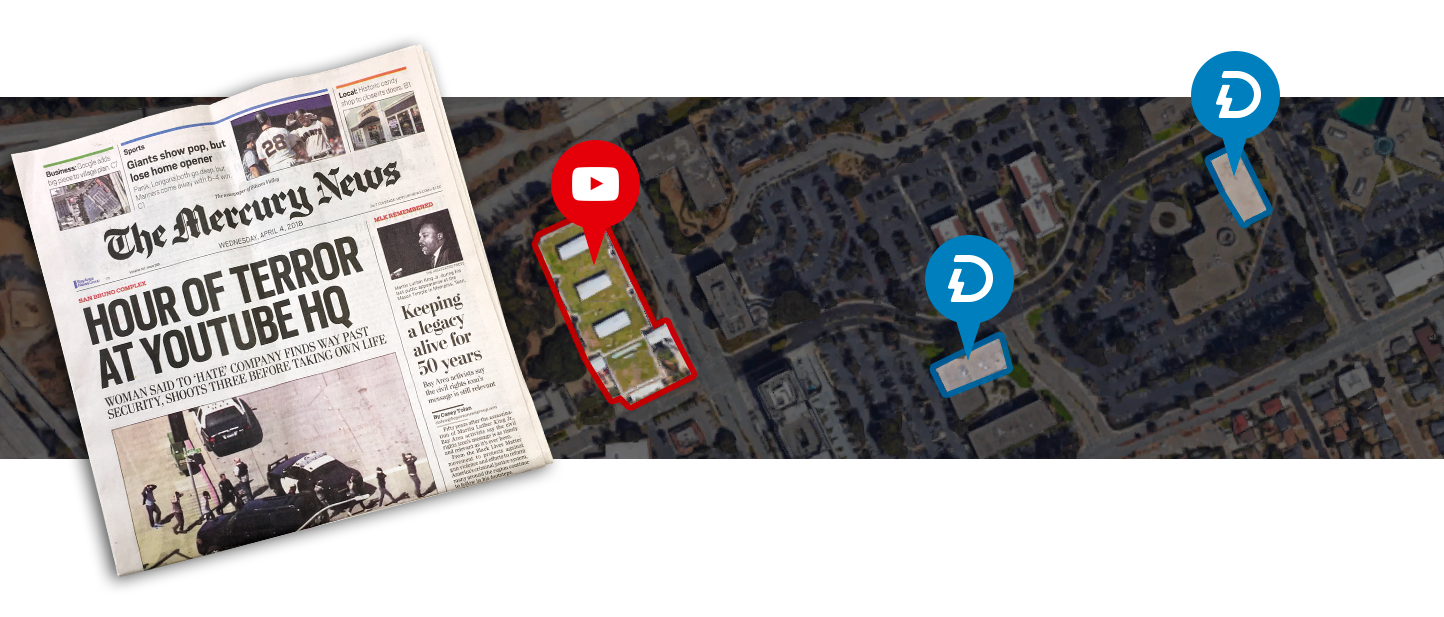 Business: Google adds
big piece to village plan. C7
Sports
Giants show pop, but
lose home opener
Panik, Longoria both go deep, but
Mariners come away with 6-4 win.
C1
28
Local: Historic candy
shop to close its doors. B1
The newspaper of Silicon Valley
The Mercury News
WEDNESDAY, APRIL 4, 2018
SAN BRUNO COMPLEX
HOUR OF TERROR
AT YOUTUBE HQ
WOMAN SAID TO ‘HATE’ COMPANY FINDS WAY PAST
SECURITY, SHOOTS THREE BEFORE TAKING OWN LIFE
MLK REMEMBERED
Martin Luther King Jr. during his
last public appearance at the
Mason Temple in Memphis, Tenn.
Keeping
a legacy
alive for
50 years
Bay Area activists say
the civil rights icon’s
message is still relevant
By Casey Tolan
Fifty years after the assassina-
tion of Martin Luther King Jr.,
Bay Area activists say the civil
rights icon’s message is as timely
and relevant as it’s ever been.
From the Black Lives Matter
movement to protests against
gun violence and efforts to reform
America’s criminal justice system,
many around the region continue
to follow in his footsteps